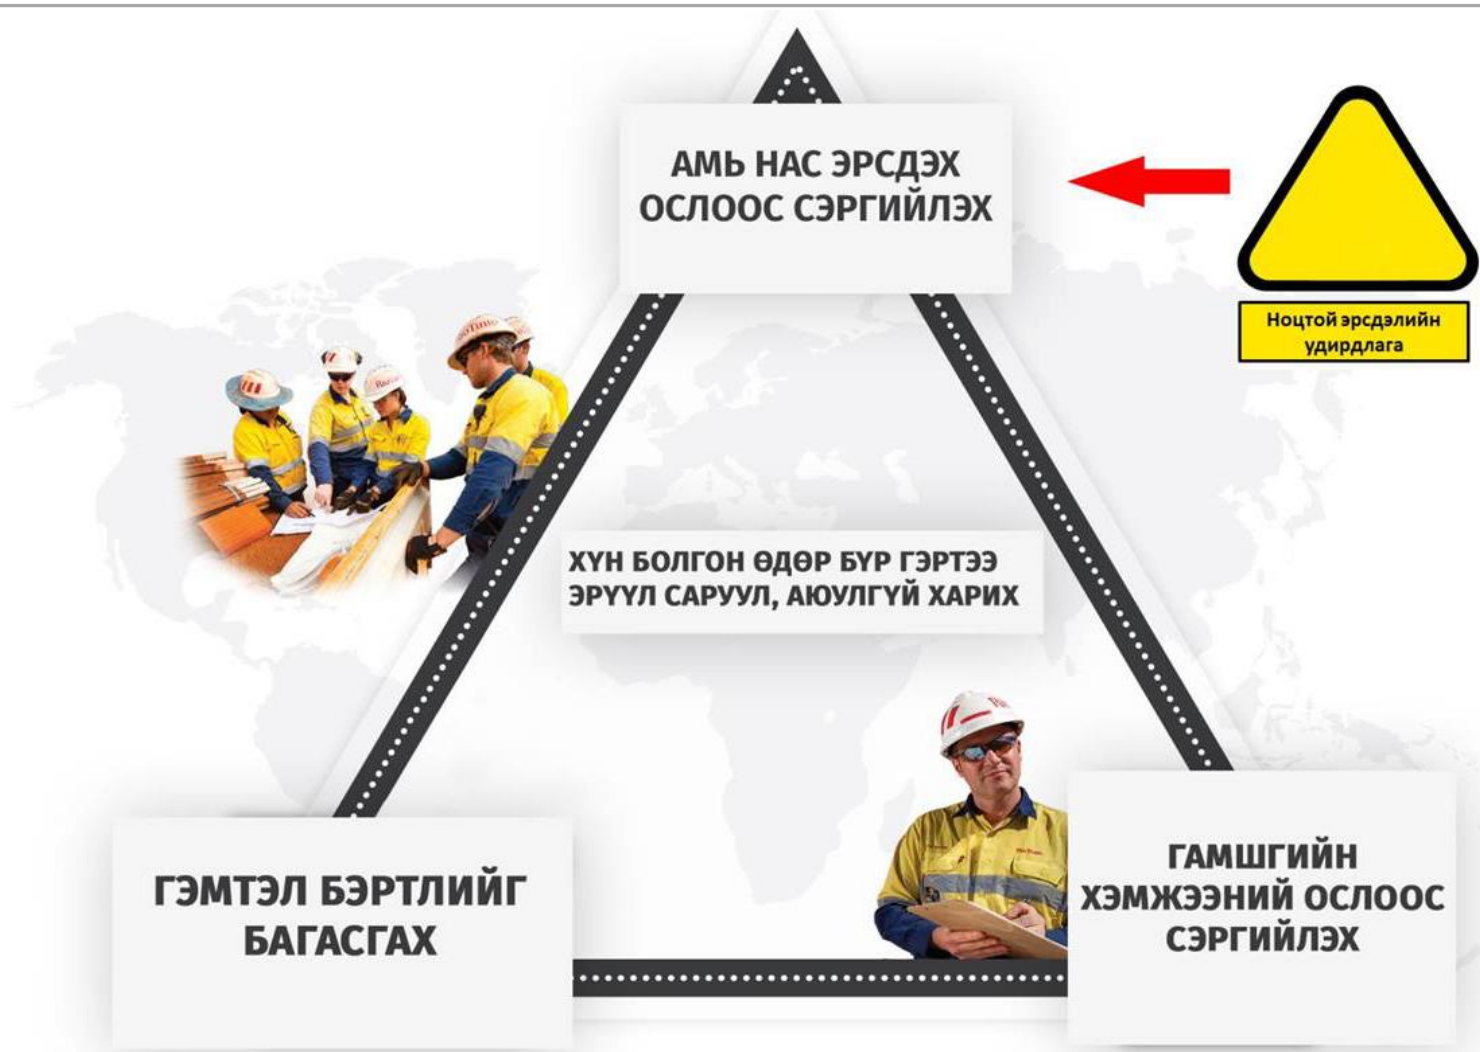 АМЬ НАС ЭРСДЭХ
ОСЛООС СЭРГИЙЛЭХ
Ноцтой эрсдэлийн
удирдлага
ХҮН БОЛГОН ӨДӨР БҮР ГЭРТЭЭ
ЭРҮҮЛ САРУУЛ, АЮУЛГҮЙ ХАРИХ
ГЭМТЭЛ БЭРТЛИЙГ
БАГАСГАХ
ГАМШГИЙН
ХЭМЖЭЭНИЙ ОСЛООС
СЭРГИЙЛЭХ